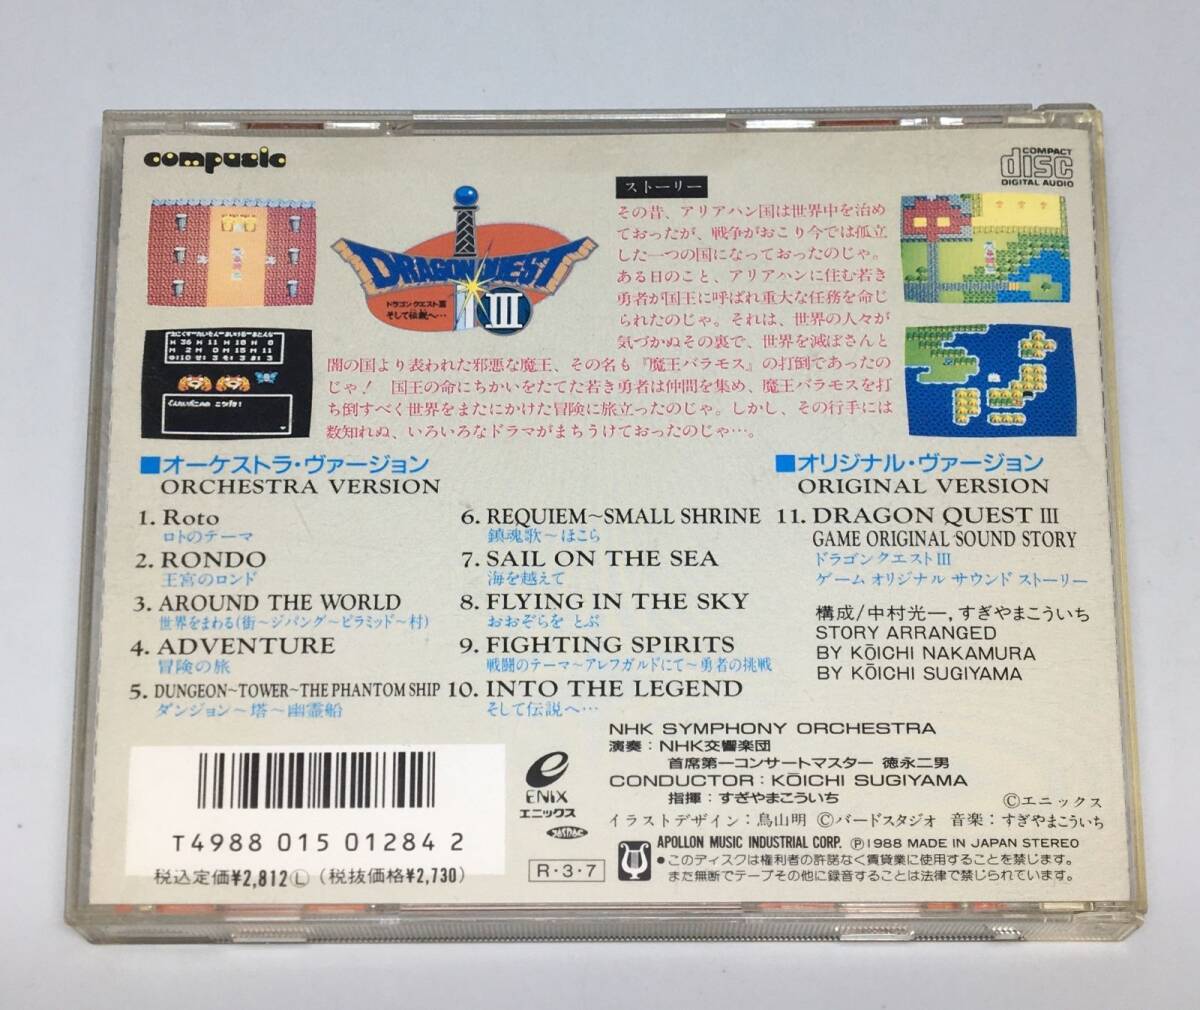 compusic
COMPACT
disc
DIGITAL AUDIO
DRAGON QUEST
III
ドラゴンクエストIII
そして伝説へ…
ストーリー
その昔、アリアハン国は世界中を治め
ておったが、戦争がおこり今では孤立
した一つの国になっておったのじゃ。
ある日のこと、アリアハンに住む若き
勇者が国王に呼ばれ重大な任務を命じ
られたのじゃ。それは、世界の人々が
気づかぬその裏で、世界を滅ぼさんと
闇の国より表われた邪悪な魔王、その名も『魔王バラモス』の打倒であったの
じゃ! 国王の命にちかいをたてた若き勇者は仲間を集め、魔王バラモスを打
ち倒すべく世界をまたにかけた冒険に旅立ったのじゃ。しかし、その行手には
数知れぬ、いろいろなドラマがまちうけておったのじゃ…。
■オーケストラ・ヴァージョン
ORCHESTRA VERSION
1. Roto
ロトのテーマ
2. RONDO
王宮のロンド
3. AROUND THE WORLD
世界をまわる(街〜ジパング〜ピラミッド〜村)
4. ADVENTURE
冒険の旅
5. DUNGEON〜TOWER〜THE PHANTOM SHIP
ダンジョン〜塔〜幽霊船
6. REQUIEM〜SMALL SHRINE
鎮魂歌〜ほこら
7. SAIL ON THE SEA
海を越えて
8. FLYING IN THE SKY
おおぞらを とぶ
9. FIGHTING SPIRITS
戦闘のテーマ〜アレフガルドにて〜勇者の挑戦
10. INTO THE LEGEND
そして伝説へ…
■オリジナル・ヴァージョン
ORIGINAL VERSION
11. DRAGON QUEST III
GAME ORIGINAL SOUND STORY
ドラゴンクエストIII
ゲーム オリジナル サウンド ストーリー
構成/中村光一, すぎやまこういち
STORY ARRANGED
BY KŌICHI NAKAMURA
BY KŌICHI SUGIYAMA
NHK SYMPHONY ORCHESTRA
演奏:NHK交響楽団
首席第一コンサートマスター 徳永二男
CONDUCTOR:KŌICHI SUGIYAMA
指揮:すぎやまこういち
©エニックス
イラストデザイン:鳥山明 ©バードスタジオ 音楽:すぎやまこういち
APOLLON MUSIC INDUSTRIAL CORP. ℗1988 MADE IN JAPAN STEREO
●このディスクは権利者の許諾なく賃貸業に使用することを禁じます。
また無断でテープその他に録音することは法律で禁じられています。
ENIX
エニックス
JASRAC
R・3・7
T4988 015 01284 2
税込定価¥2,812Ⓛ(税抜価格¥2,730)